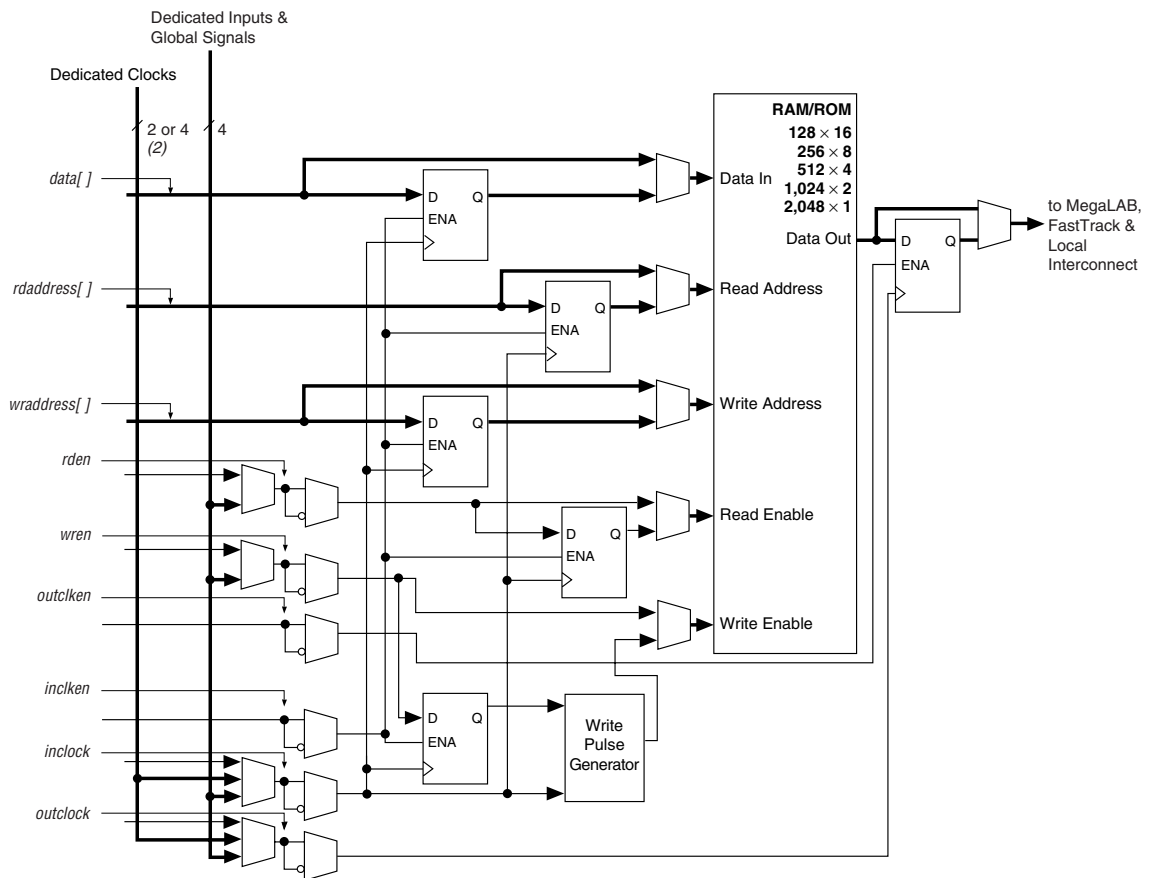 Dedicated Inputs &
Global Signals
Dedicated Clocks
2 or 4
(2)
4
RAM/ROM
128 × 16
256 × 8
512 × 4
1,024 × 2
2,048 × 1
data[ ]
D
Q
ENA
Data In
Data Out
D
Q
ENA
to MegaLAB,
FastTrack &
Local
Interconnect
rdaddress[ ]
D
Q
ENA
Read Address
wraddress[ ]
D
Q
ENA
Write Address
rden
D
Q
ENA
Read Enable
wren
outclken
Write Enable
inclken
D
Q
ENA
Write
Pulse
Generator
inclock
outclock